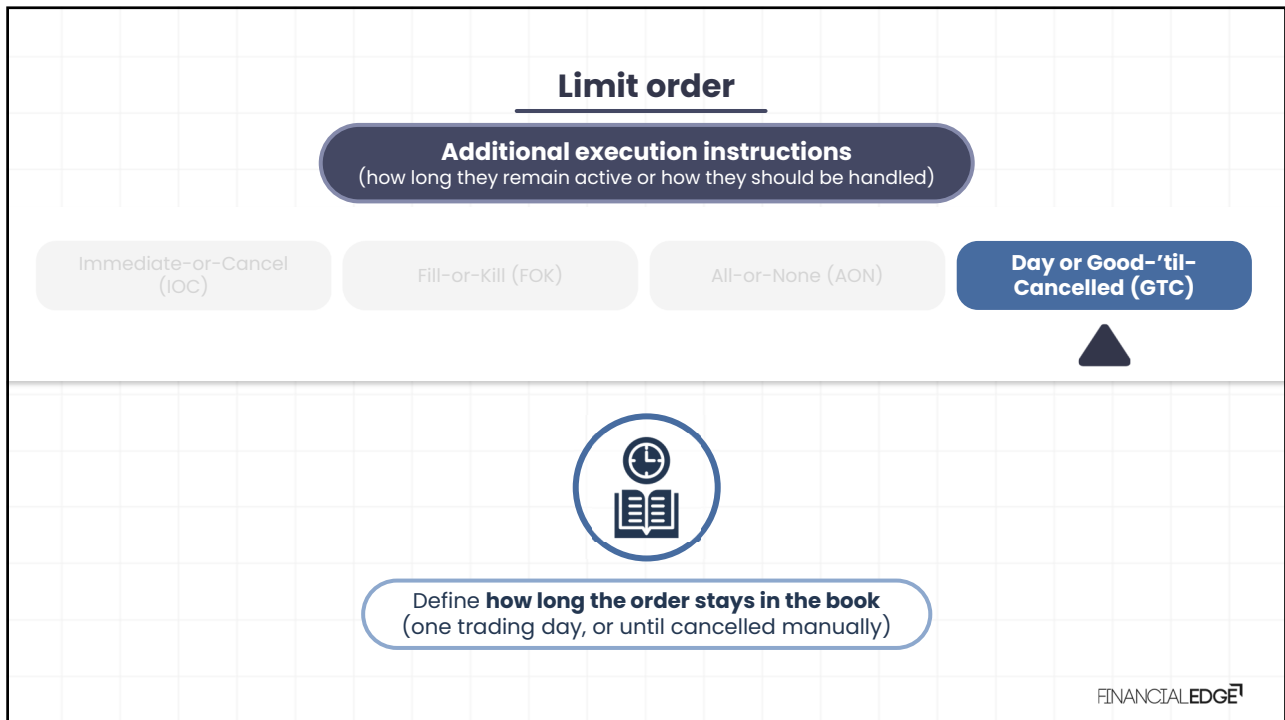 Limit order
Additional execution instructions
(how long they remain active or how they should be handled)
Immediate-or-Cancel
(IOC)
Fill-or-Kill (FOK)
All-or-None (AON)
Day or Good-’til-
Cancelled (GTC)
Define how long the order stays in the book
(one trading day, or until cancelled manually)
FINANCIALEDGE